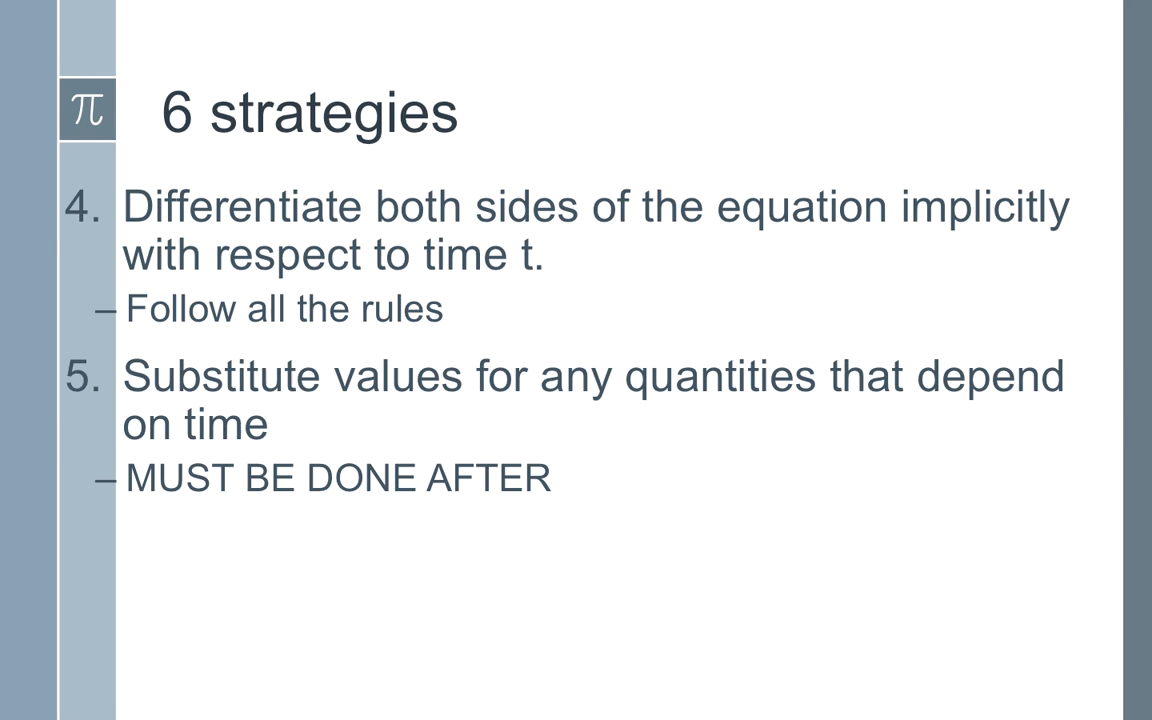 π
6 strategies
4. Differentiate both sides of the equation implicitly
with respect to time t.
– Follow all the rules
5. Substitute values for any quantities that depend
on time
– MUST BE DONE AFTER